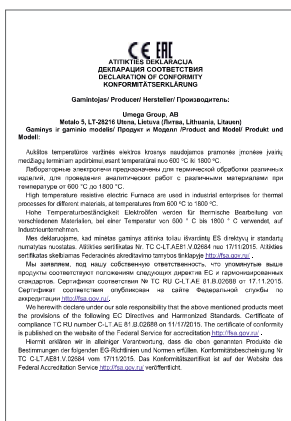 CE EAC
ATITIKTIES DEKLARACIJA
ДЕКЛАРАЦИЯ СООТВЕТСТВИЯ
DECLARATION OF CONFORMITY
KONFORMITÄTSERKLÄRUNG
Gamintojas/ Producer/ Hersteller/ Производитель:
Umega Group, AB
Metalo 5, LT-28216 Utena, Lietuva (Литва, Lithuania, Litauen)
Gaminys ir gaminio modelis/ Продукт и Модели /Product and Model/ Produkt und
Modell:
Aukštos temperatūros varžinės elektros krosnys naudojamos pramonės įmonėse įvairių
medžiagų terminiam apdirbimui,esant temperatūrai nuo 600 °C iki 1800 °C.
Лабораторные электропечи предназначены для термической обработки различных
изделий, для проведения аналитических работ с различными материалами при
температуре от 600 °C до 1800 °C.
High temperature resistive electric Furnace are used in industrial enterprises for thermal
processes for different materials, at temperatures from 600 °C to 1800 °C.
Hohe Temperaturbeständigkeit Elektroöfen werden für thermische Bearbeitung von
verschiedenen Materialien, bei einer Temperatur von 600 ° C bis 1800 ° C verwendet, auf
Industrieunternehmen.
Mes deklaruojame, kad minėtas gaminys atitinka toliau išvardintų ES direktyvų ir standartų
numatytas nuostatas. Atitikties sertifikatas Nr. TC C-LT.AE81.V.02684 nuo 17/11/2015. Atitikties
sertifikatas skelbiamas Federacinės akreditavimo tarnybos tinklapyje http://fsa.gov.ru/.
Мы заявляем, под нашу собственную ответственность, что упомянутые выше
продукты соответствуют положениям следующих директив ЕС и гармонизированных
стандартов. Сертификат соответствия № ТС RU C-LT.AE 81.B.02688 от 17.11.2015.
Сертификат соответствия опубликован на сайте Федеральной службы по
аккредитации http://fsa.gov.ru/.
We herewith declare under our sole responsibility that the above mentioned products meet
the provisions of the following EC Directives and Harmonized Standards. Certificate of
compliance TC RU number C-LT.AE 81.B.02688 on 11/17/2015. The certificate of conformity
is published on the website of the Federal Service for accreditation http://fsa.gov.ru/ .
Hiermit erklären wir in alleiniger Verantwortung, dass die oben genannten Produkte die
Bestimmungen der folgenden EG-Richtlinien und Normen erfüllen. Konformitätsbescheinigung Nr
TC C-LT.AE81.V.02684 vom 17/11/2015. Das Konformitätszertifikat ist auf der Website des
Federal Accreditation Service http://fsa.gov.ru/ veröffentlicht.